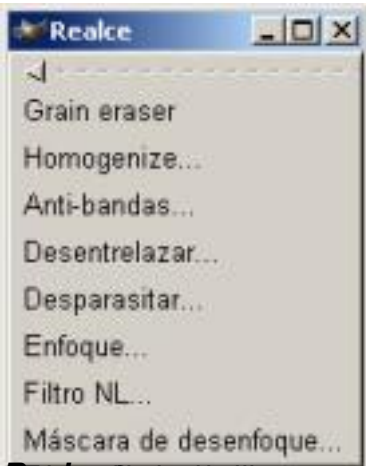 Realce
Grain eraser
Homogenize...
Anti-bandas...
Desentrelazar...
Desparasitar...
Enfoque...
Filtro NL...
Máscara de desenfoque...